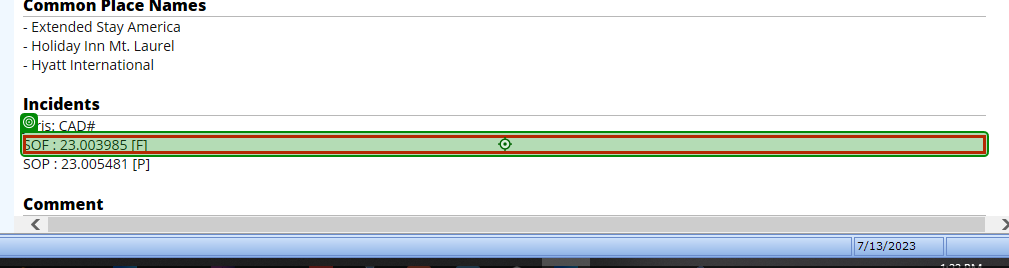 Common Place Names
- Extended Stay America
- Holiday Inn Mt. Laurel
- Hyatt International
Incidents
ris: CAD#
SOF : 23.003985 [F]
SOP : 23.005481 [P]
Comment
7/13/2023